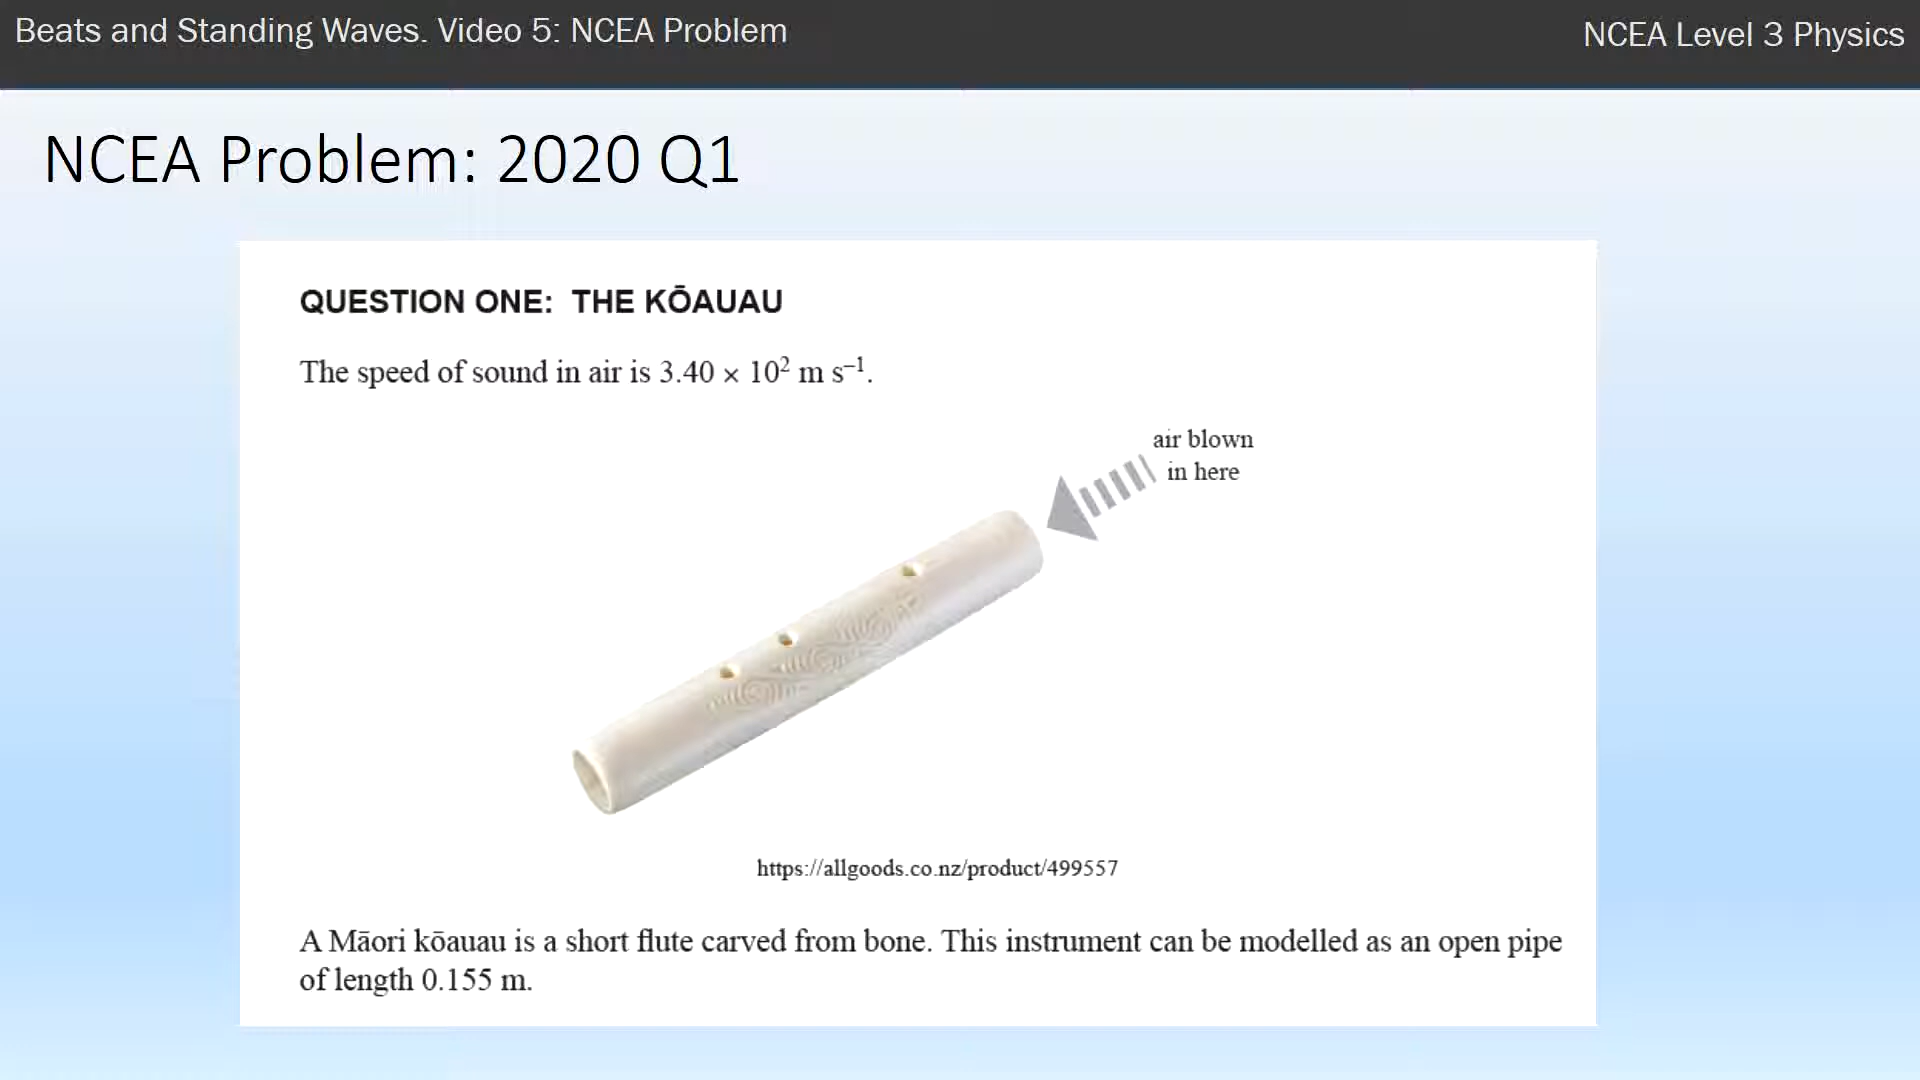 Beats and Standing Waves. Video 5: NCEA Problem
NCEA Level 3 Physics
NCEA Problem: 2020 Q1
QUESTION ONE: THE KŌAUAU
The speed of sound in air is 3.40 × 10² m s⁻¹.
air blown
in here
https://allgoods.co.nz/product/499557
A Māori kōauau is a short flute carved from bone. This instrument can be modelled as an open pipe
of length 0.155 m.